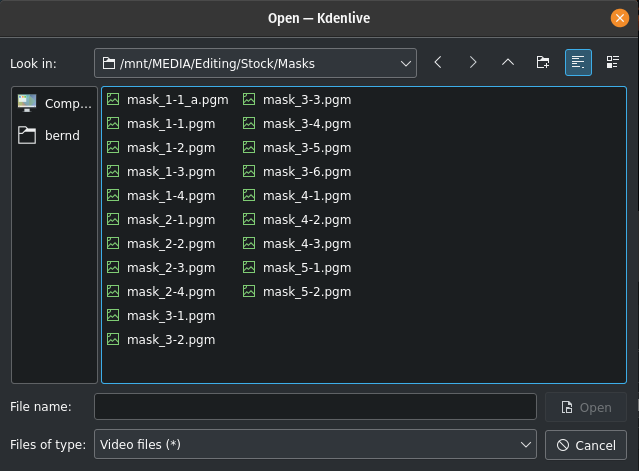 Open — Kdenlive
Look in: /mnt/MEDIA/Editing/Stock/Masks
Comp...
bernd
mask_1-1_a.pgm
mask_1-1.pgm
mask_1-2.pgm
mask_1-3.pgm
mask_1-4.pgm
mask_2-1.pgm
mask_2-2.pgm
mask_2-3.pgm
mask_2-4.pgm
mask_3-1.pgm
mask_3-2.pgm
mask_3-3.pgm
mask_3-4.pgm
mask_3-5.pgm
mask_3-6.pgm
mask_4-1.pgm
mask_4-2.pgm
mask_4-3.pgm
mask_5-1.pgm
mask_5-2.pgm
File name: Open
Files of type: Video files (*) Cancel